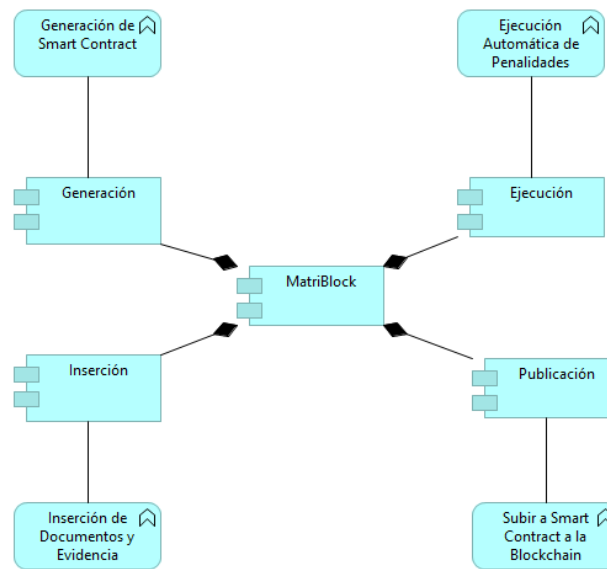 Generación de
Smart Contract
Ejecución
Automática de
Penalidades
Generación
Ejecución
MatriBlock
Inserción
Publicación
Inserción de
Documentos y
Evidencia
Subir a Smart
Contract a la
Blockchain